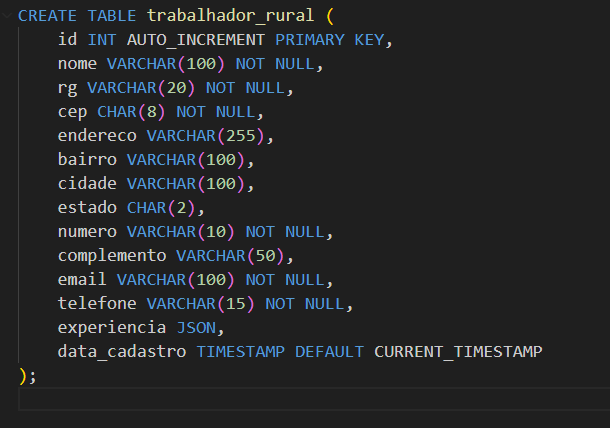 CREATE TABLE trabalhador_rural (
    id INT AUTO_INCREMENT PRIMARY KEY,
    nome VARCHAR(100) NOT NULL,
    rg VARCHAR(20) NOT NULL,
    cep CHAR(8) NOT NULL,
    endereco VARCHAR(255),
    bairro VARCHAR(100),
    cidade VARCHAR(100),
    estado CHAR(2),
    numero VARCHAR(10) NOT NULL,
    complemento VARCHAR(50),
    email VARCHAR(100) NOT NULL,
    telefone VARCHAR(15) NOT NULL,
    experiencia JSON,
    data_cadastro TIMESTAMP DEFAULT CURRENT_TIMESTAMP
);